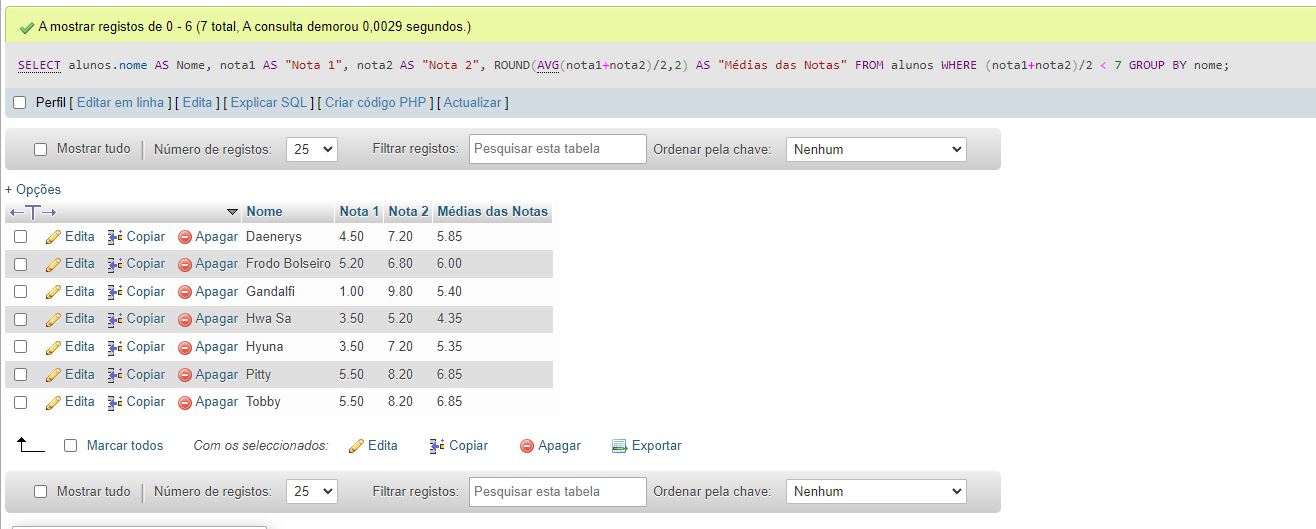 A mostrar registos de 0 - 6 (7 total, A consulta demorou 0,0029 segundos.)
SELECT alunos.nome AS Nome, nota1 AS "Nota 1", nota2 AS "Nota 2", ROUND(AVG(nota1+nota2)/2,2) AS "Médias das Notas" FROM alunos WHERE (nota1+nota2)/2 < 7 GROUP BY nome;
Perfil [ Editar em linha ] [ Edita ] [ Explicar SQL ] [ Criar código PHP ] [ Actualizar ]
Mostrar tudo | Número de registos: 25 Filtrar registos: Pesquisar esta tabela Ordenar pela chave: Nenhum
+ Opções
←T→ Nome Nota 1 Nota 2 Médias das Notas
Edita Copiar Apagar Daenerys 4.50 7.20 5.85
Edita Copiar Apagar Frodo Bolseiro 5.20 6.80 6.00
Edita Copiar Apagar Gandalfi 1.00 9.80 5.40
Edita Copiar Apagar Hwa Sa 3.50 5.20 4.35
Edita Copiar Apagar Hyuna 3.50 7.20 5.35
Edita Copiar Apagar Pitty 5.50 8.20 6.85
Edita Copiar Apagar Tobby 5.50 8.20 6.85
Marcar todos Com os seleccionados: Edita Copiar Apagar Exportar
Mostrar tudo | Número de registos: 25 Filtrar registos: Pesquisar esta tabela Ordenar pela chave: Nenhum